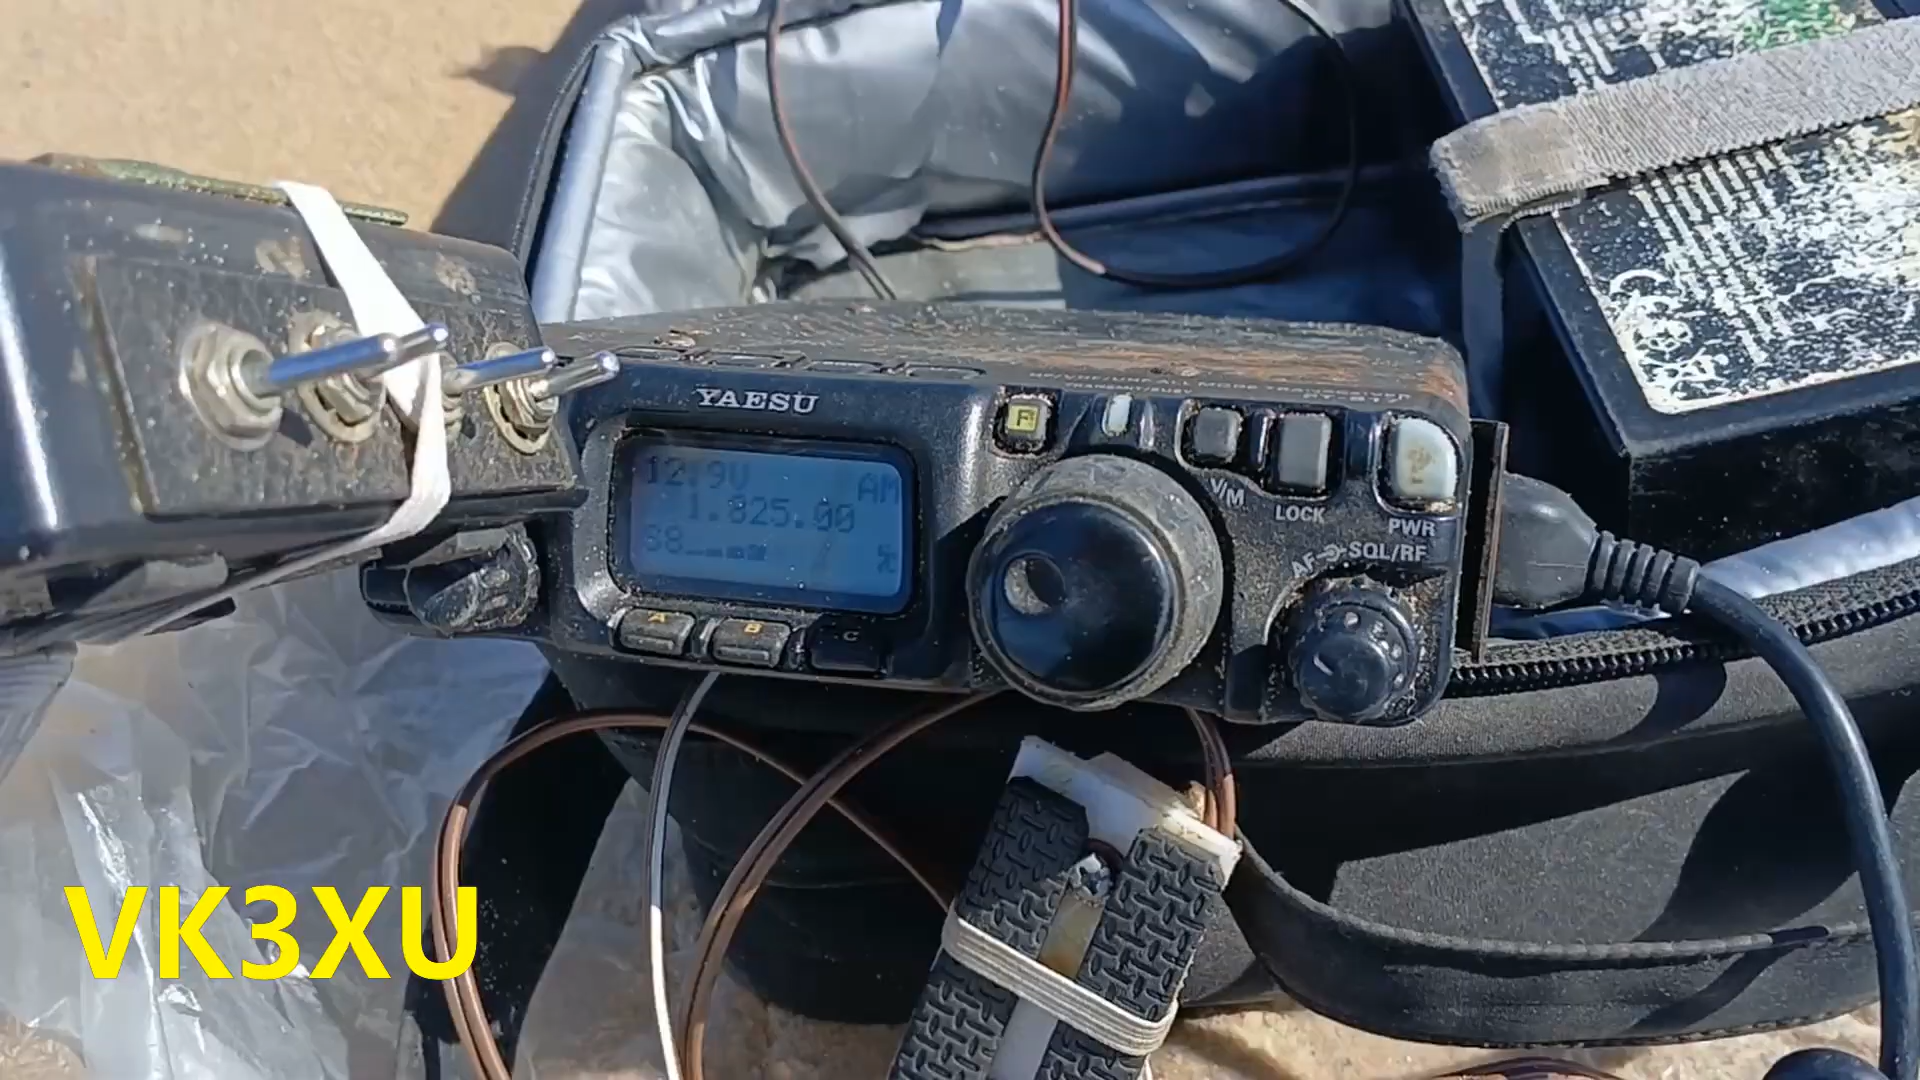 YAESU
F
V/M
LOCK
PWR
AF SQL/RF
12.9V AM
1.825.00
A B C
VK3XU